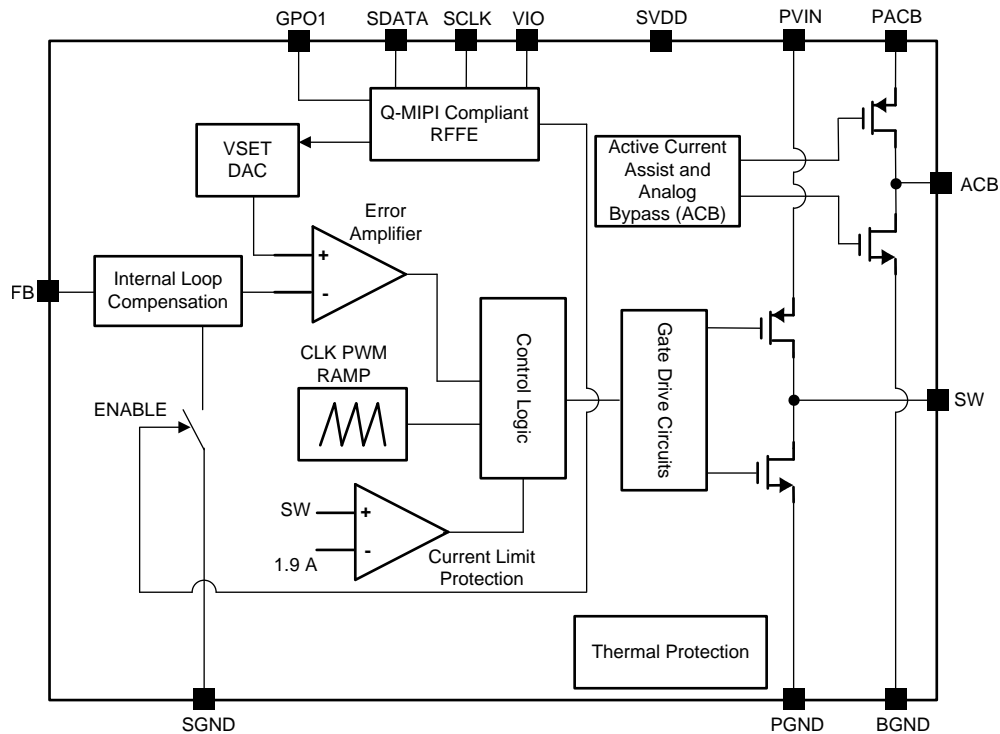 GPO1
SDATA
SCLK
VIO
SVDD
PVIN
PACB
Q-MIPI Compliant
RFFE
VSET
DAC
Active Current
Assist and
Analog
Bypass (ACB)
ACB
Error
Amplifier
+
-
FB
Internal Loop
Compensation
CLK PWM
RAMP
Control Logic
Gate Drive Circuits
ENABLE
SW
SW
+
1.9 A
-
Current Limit
Protection
Thermal Protection
SGND
PGND
BGND